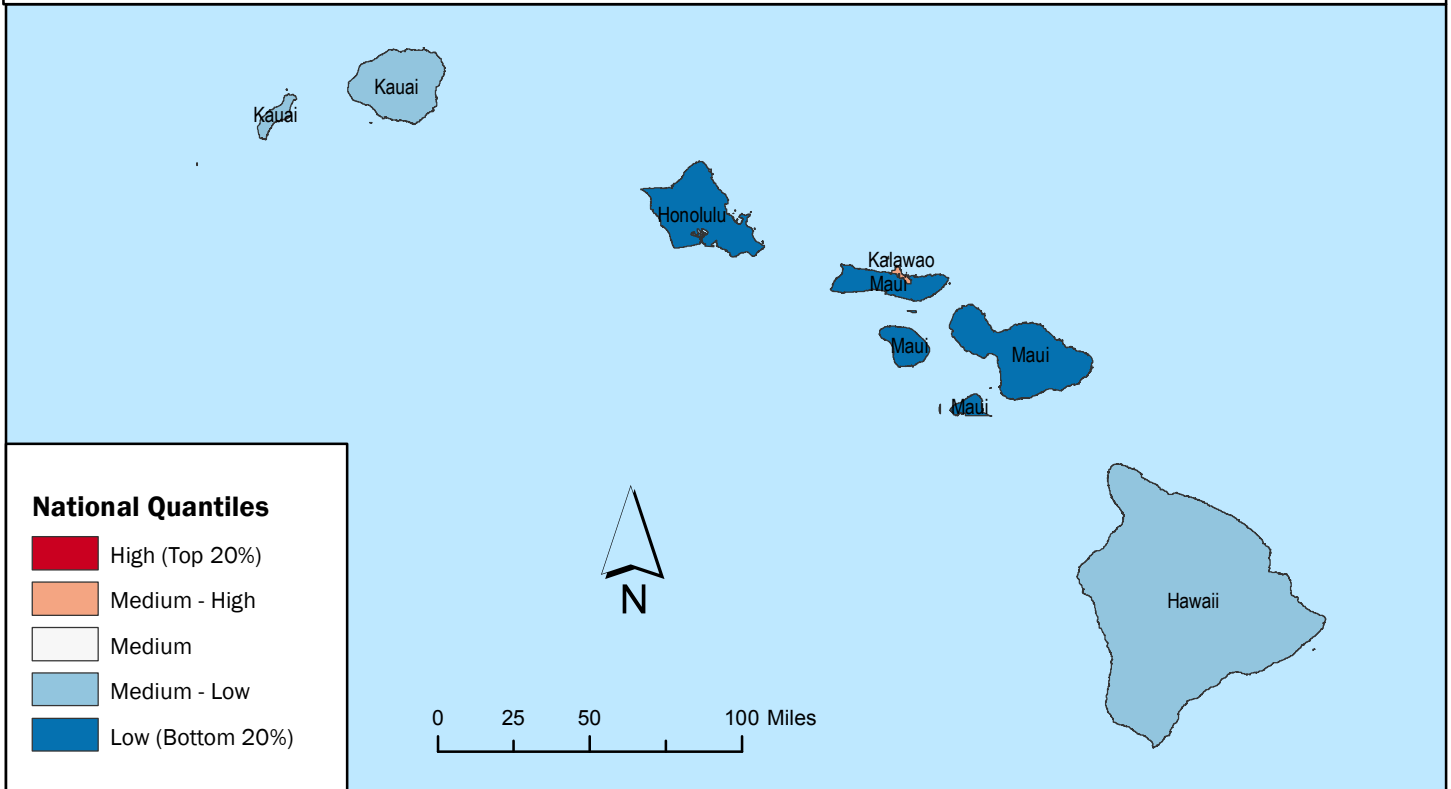 Kauai
Kauai
Honolulu
Kalawao
Maui
Maui
Maui
Maui
Hawaii
National Quantiles
High (Top 20%)
Medium - High
Medium
Medium - Low
Low (Bottom 20%)
N
0 25 50 100 Miles